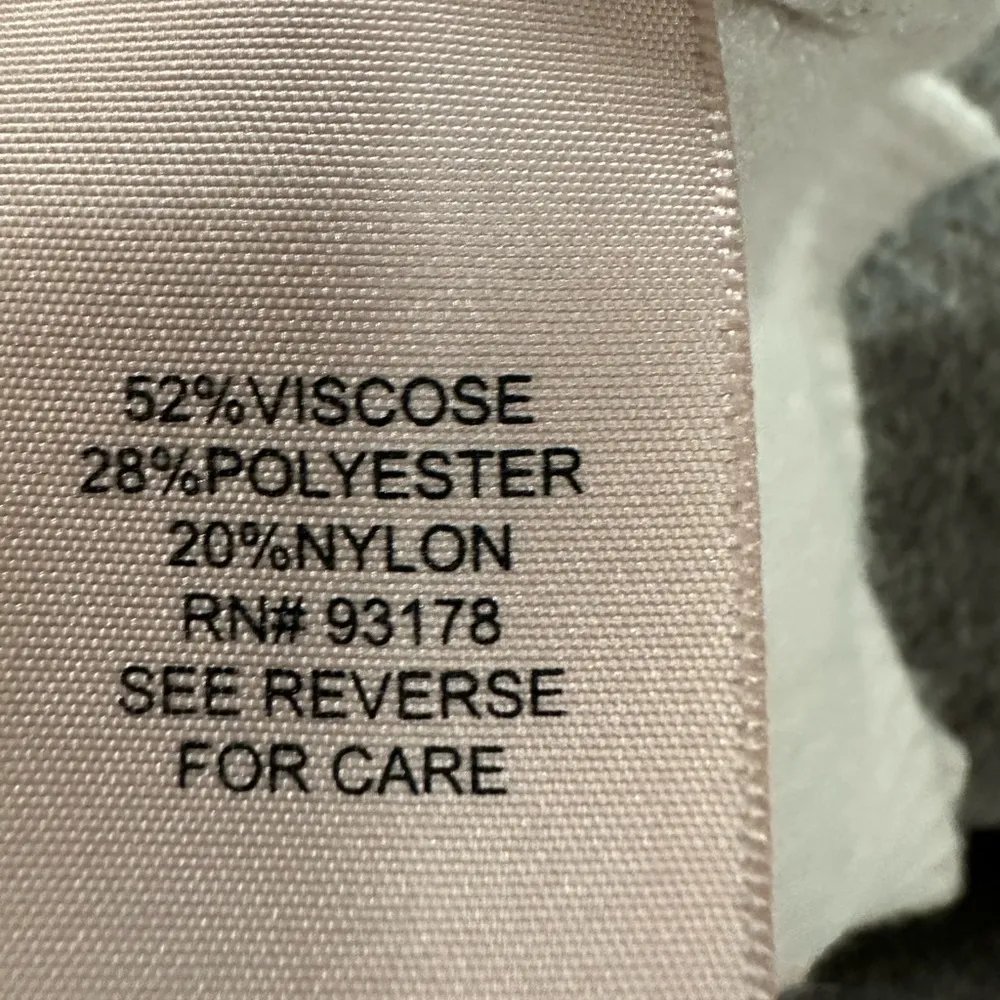 52%VISCOSE
28%POLYESTER
20%NYLON
RN# 93178
SEE REVERSE
FOR CARE